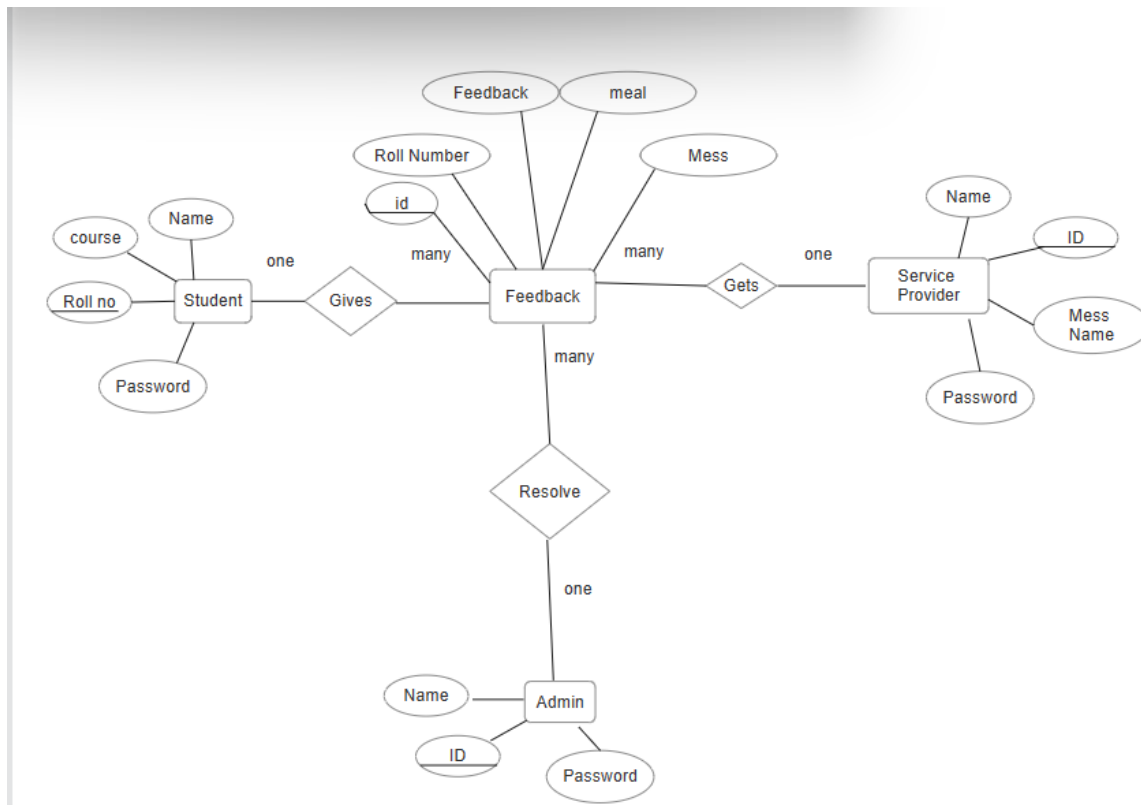 Feedback
meal
Roll Number
Mess
id
Name
course
Roll no
Student
Password
one
Gives
many
Feedback
many
Gets
one
Name
ID
Service
Provider
Mess
Name
Password
many
Resolve
one
Name
Admin
ID
Password